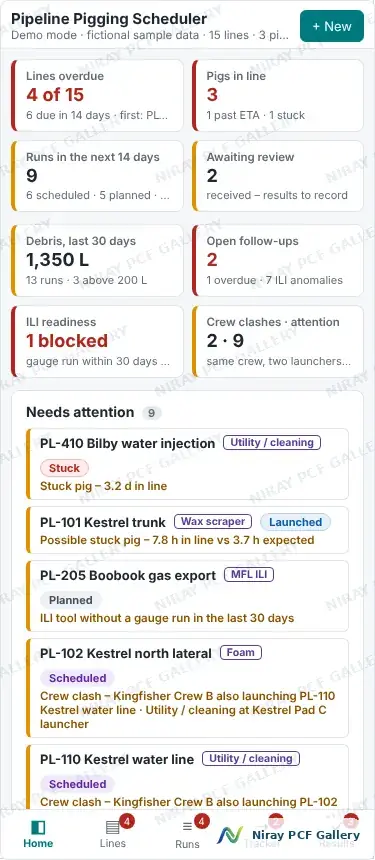 Pipeline Pigging Scheduler
Demo mode · fictional sample data · 15 lines · 3 pi...
+ New
Lines overdue
4 of 15
6 due in 14 days · first: PL...
Pigs in line
3
1 past ETA · 1 stuck
Runs in the next 14 days
9
6 scheduled · 5 planned · ...
Awaiting review
2
received – results to record
Debris, last 30 days
1,350 L
13 runs · 3 above 200 L
Open follow-ups
2
1 overdue · 7 ILI anomalies
ILI readiness
1 blocked
gauge run within 30 days ...
Crew clashes · attention
2 · 9
same crew, two launchers...
Needs attention 9
PL-410 Bilby water injection Utility / cleaning
Stuck
Stuck pig – 3.2 d in line
PL-101 Kestrel trunk Wax scraper Launched
Possible stuck pig – 7.8 h in line vs 3.7 h expected
PL-205 Boobook gas export MFL ILI
Planned
ILI tool without a gauge run in the last 30 days
PL-102 Kestrel north lateral Foam
Scheduled
Crew clash – Kingfisher Crew B also launching PL-110
Kestrel water line · Utility / cleaning at Kestrel Pad C
launcher
PL-110 Kestrel water line Utility / cleaning
Scheduled
Crew clash – Kingfisher Crew B also launching PL-102
Home
4
Lines
4
Runs
Tracker
Results
Niray PCF Gallery
NIRAY PCF GALLERY